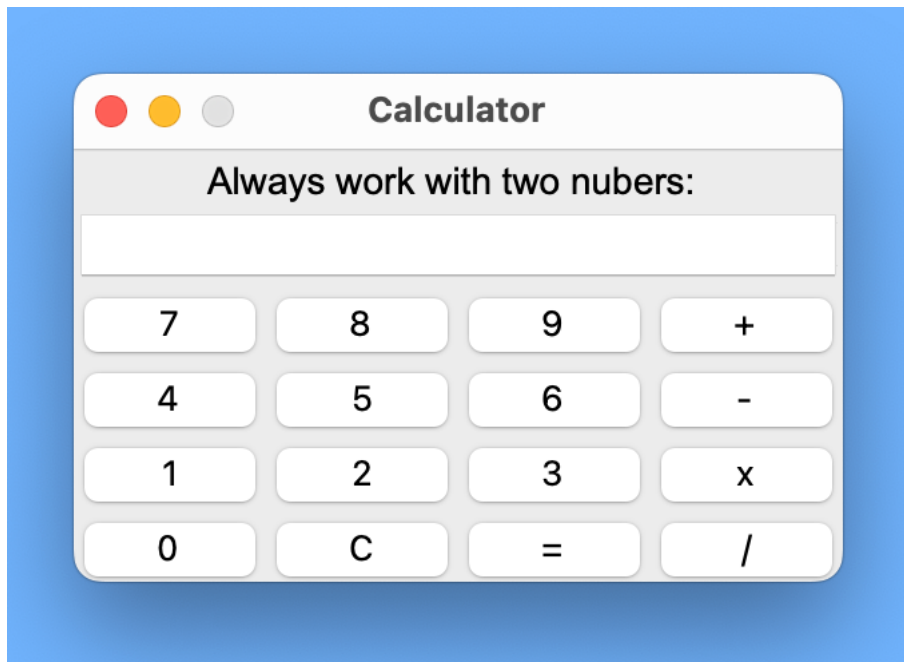 Calculator
Always work with two nubers:
7 8 9 +
4 5 6 -
1 2 3 x
0 C = /